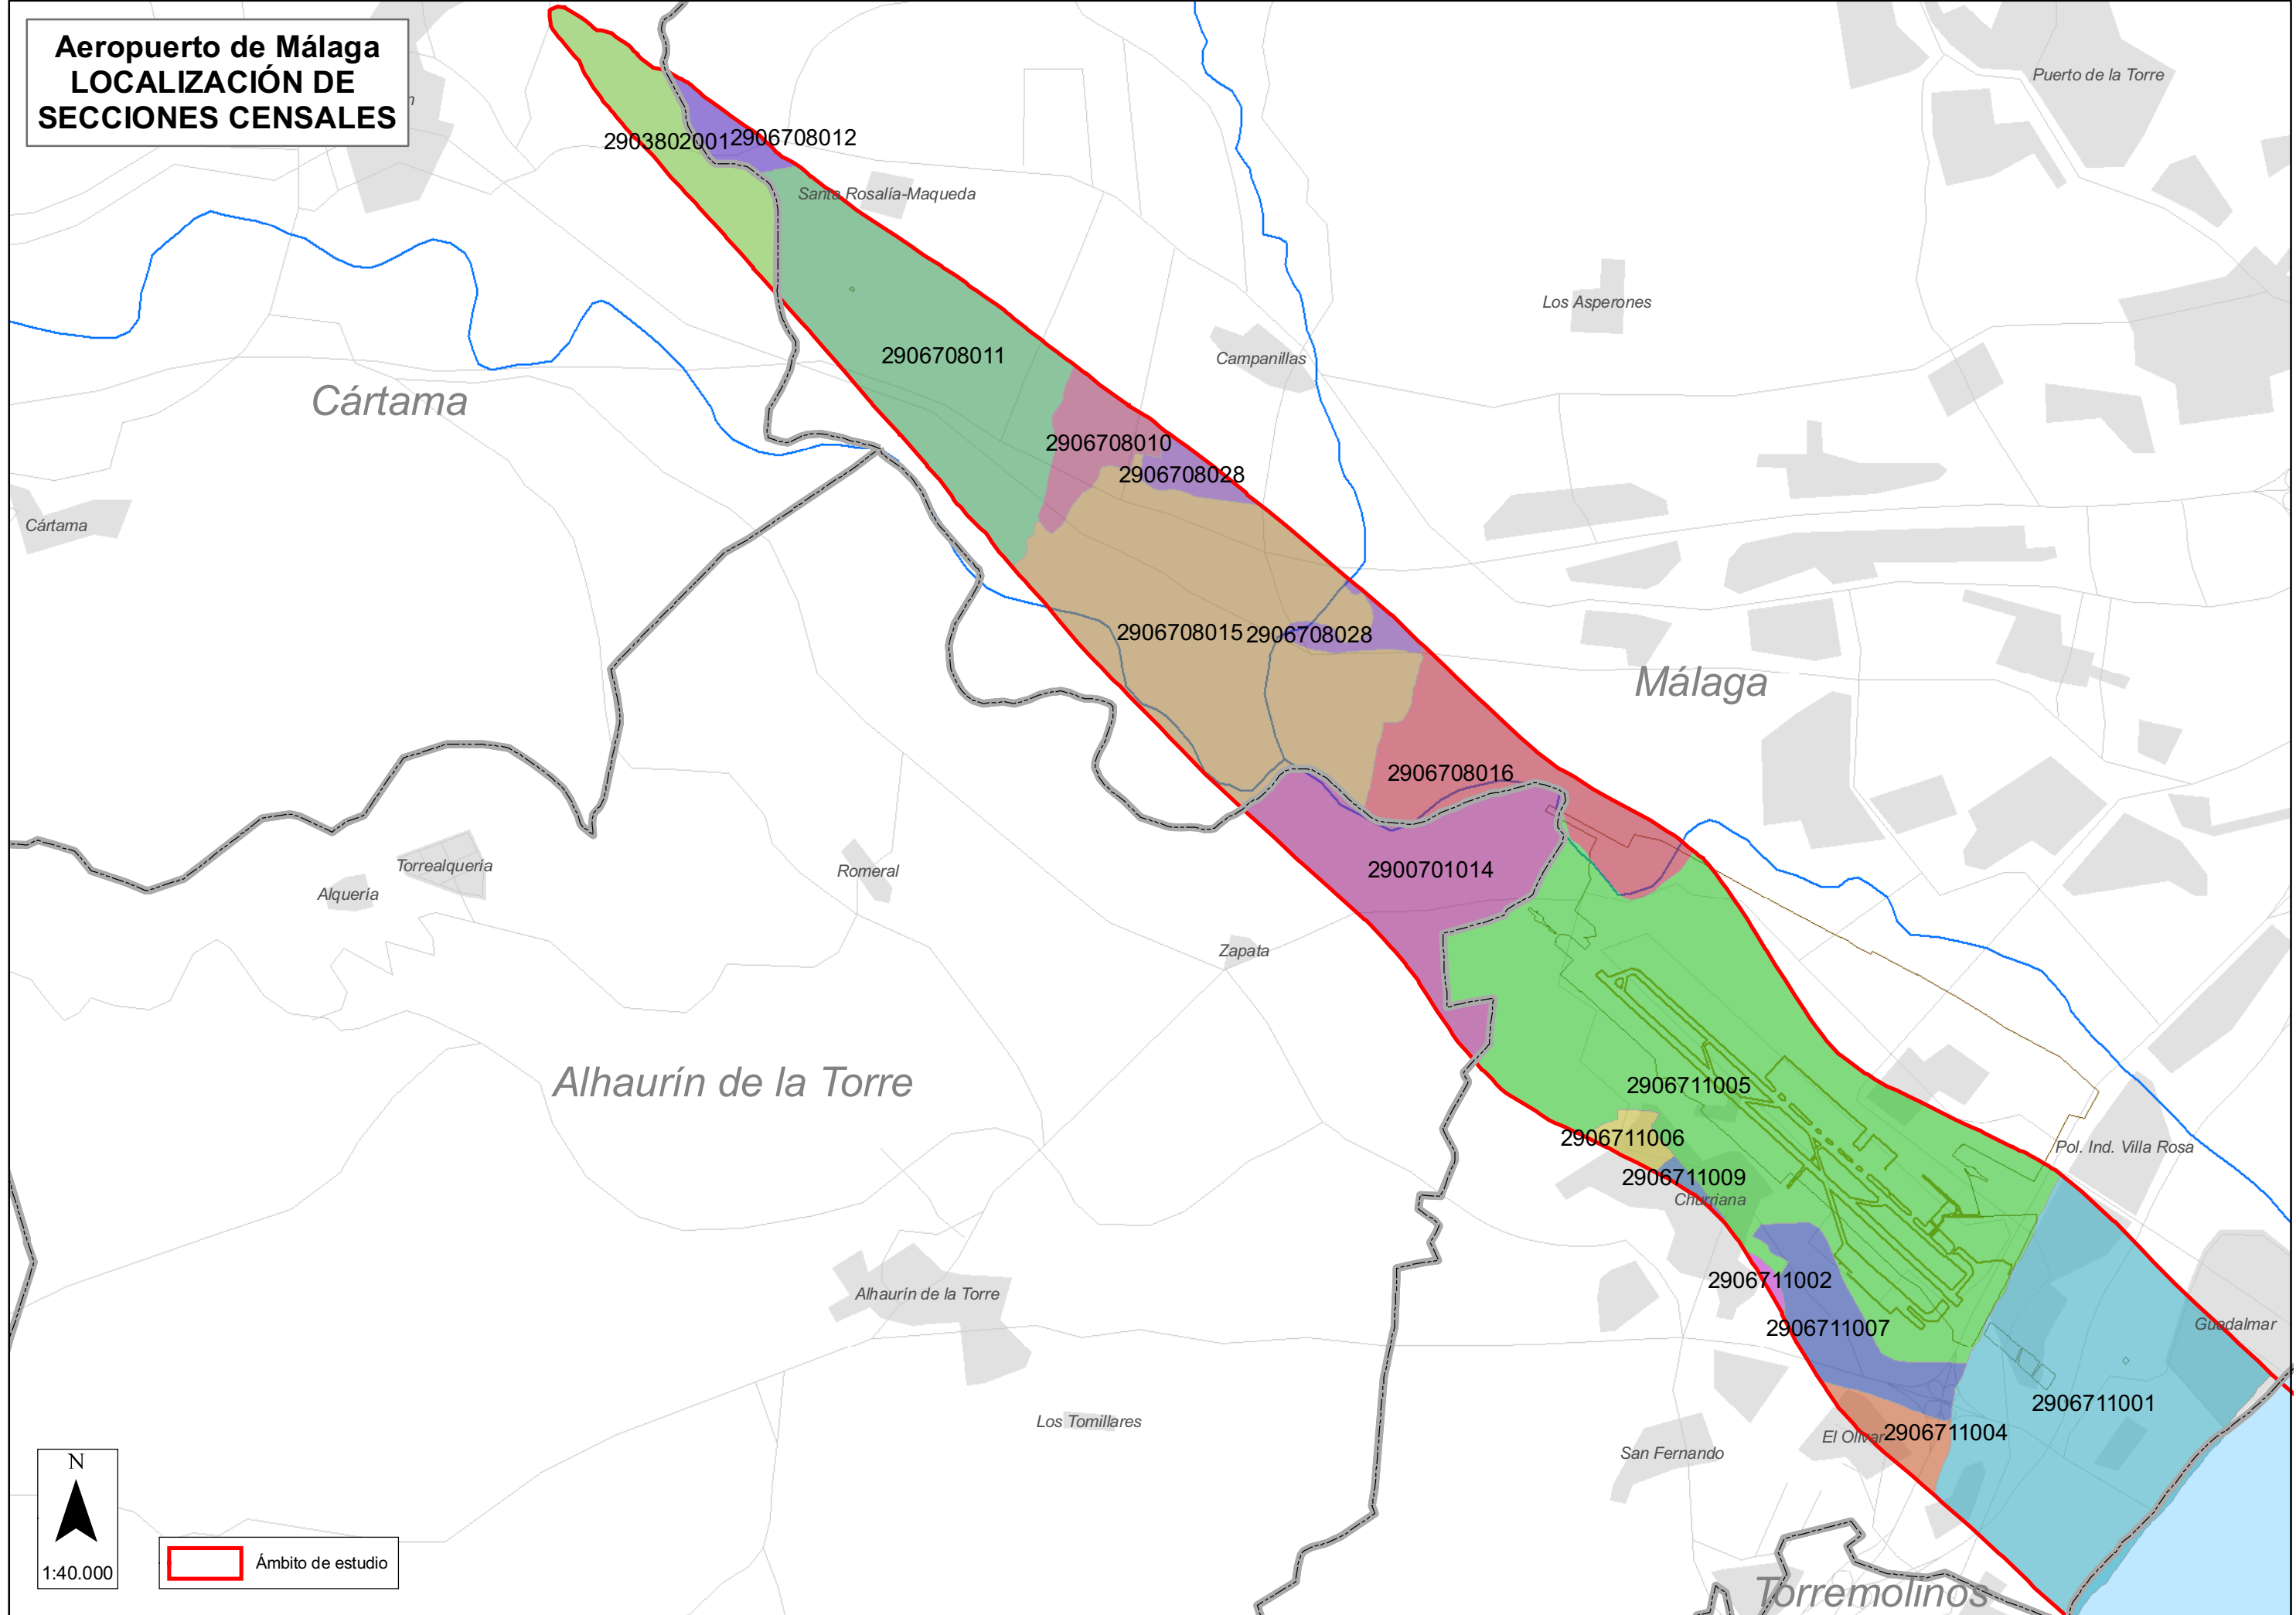 Aeropuerto de Málaga
LOCALIZACIÓN DE
SECCIONES CENSALES
Puerto de la Torre
2903802001
2906708012
Santa Rosalía-Maqueda
Los Asperones
2906708011
Campanillas
Cártama
2906708010
2906708028
Cártama
2906708015
2906708028
Málaga
2906708016
Torrealquería
Alquería
Romeral
2900701014
Zapata
Alhaurín de la Torre
2906711005
2906711006
Pol. Ind. Villa Rosa
2906711009
Churriana
2906711002
Alhaurín de la Torre
2906711007
Guadalmar
2906711001
Los Tomillares
El Olivar
2906711004
San Fernando
N
1:40.000
Ámbito de estudio
Torremolinos